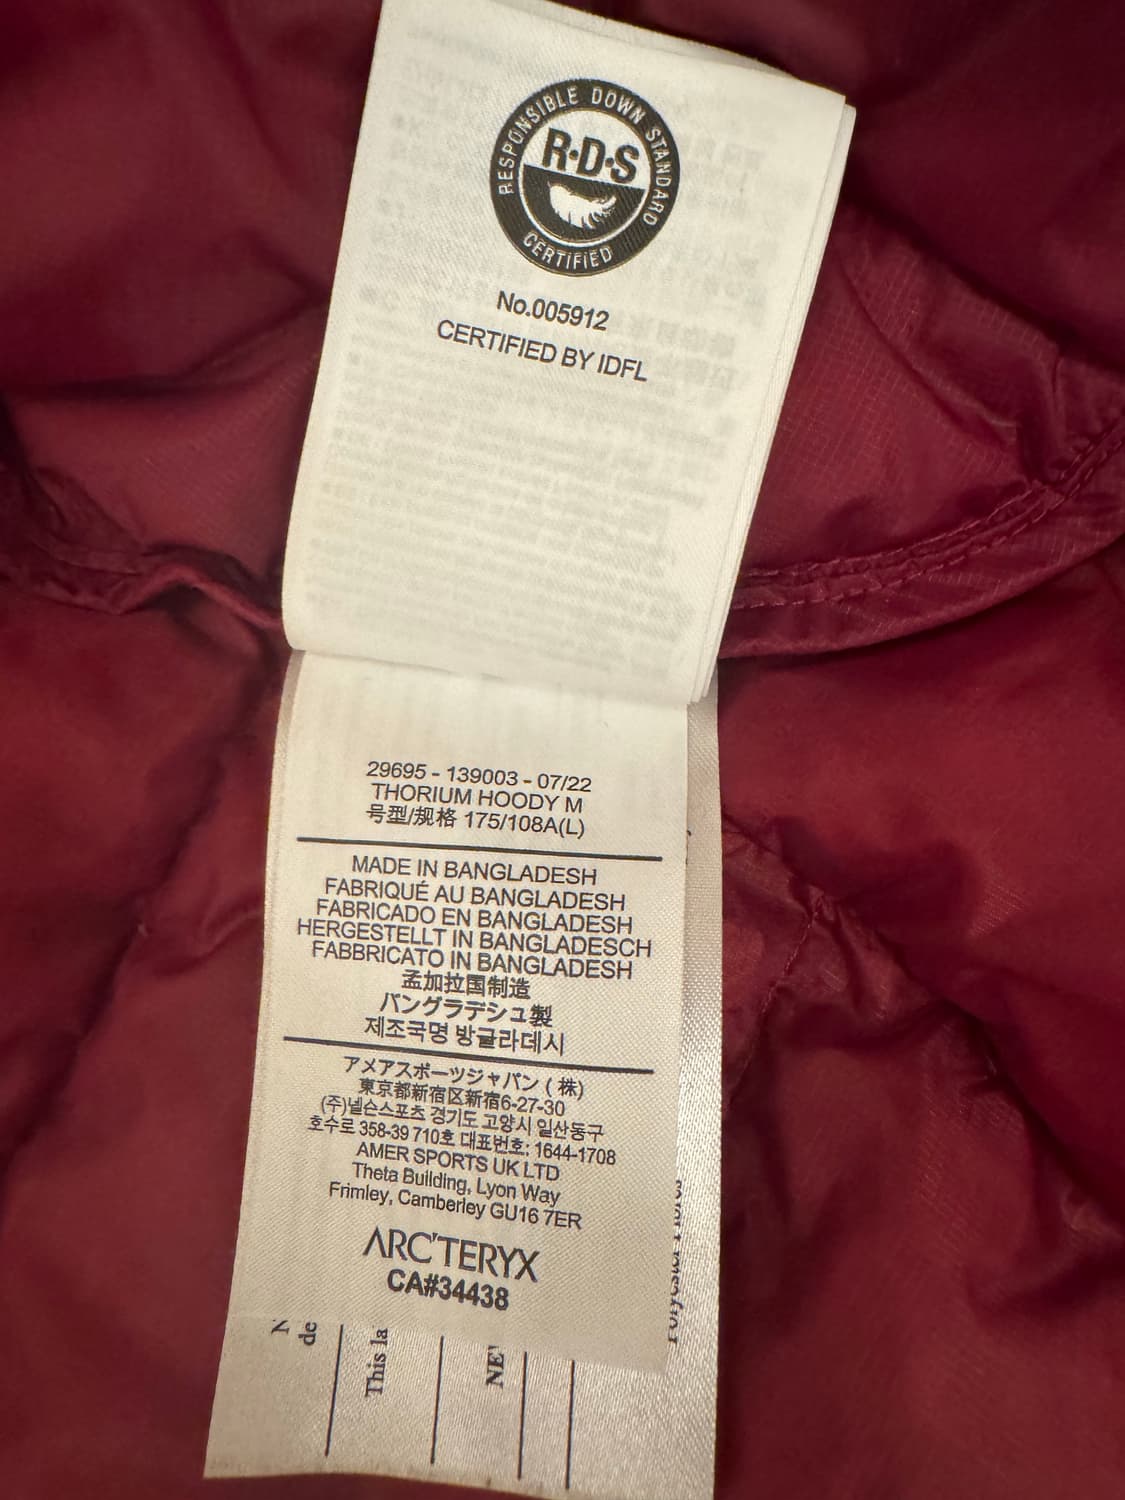 RESPONSIBLE DOWN STANDARD
R·D·S
CERTIFIED
No.005912
CERTIFIED BY IDFL
29695 - 139003 - 07/22
THORIUM HOODY M
号型/规格 175/108A(L)
MADE IN BANGLADESH
FABRIQUÉ AU BANGLADESH
FABRICADO EN BANGLADESH
HERGESTELLT IN BANGLADESCH
FABBRICATO IN BANGLADESH
孟加拉国制造
バングラデシュ製
제조국명 방글라데시
アメアスポーツジャパン (株)
東京都新宿区新宿6-27-30
(주)넬슨스포츠 경기도 고양시 일산동구
호수로 358-39 710호 대표번호: 1644-1708
AMER SPORTS UK LTD
Theta Building, Lyon Way
Frimley, Camberley GU16 7ER
ARC'TERYX
CA#34438
de
This la
NE
Polyester Fibres